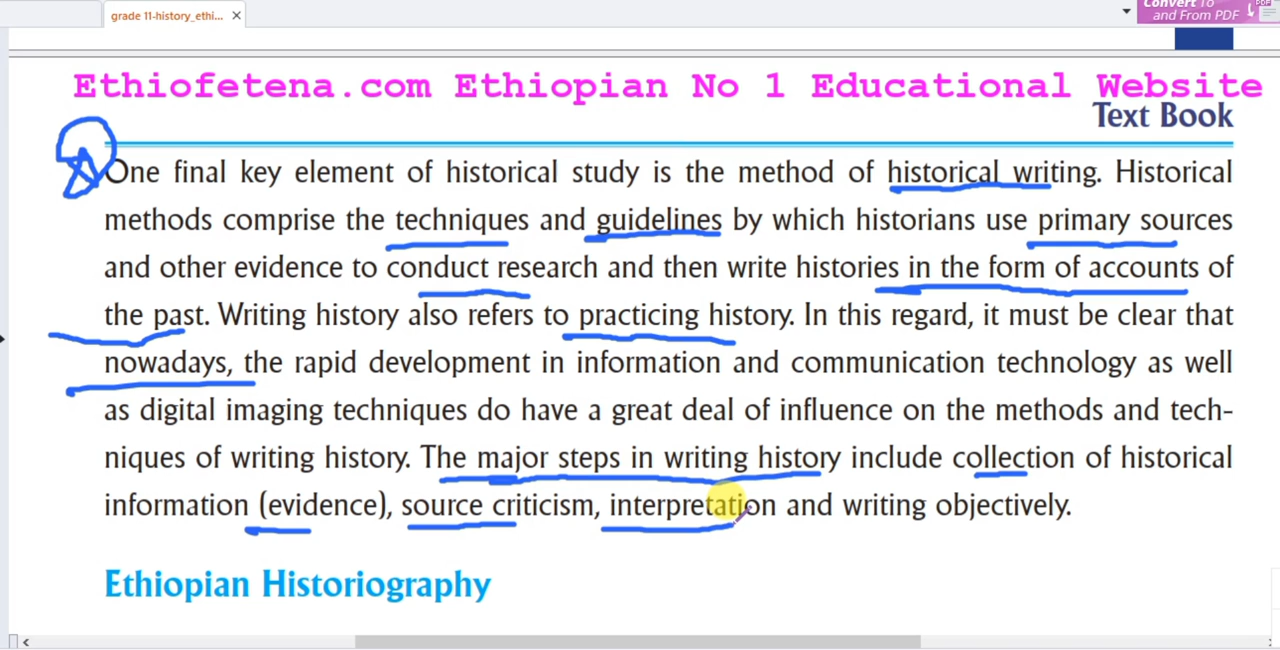 grade 11-history_ethi...
Convert To
and From PDF
PDF
Ethiofetena.com Ethiopian No 1 Educational Website
Text Book
One final key element of historical study is the method of historical writing. Historical
methods comprise the techniques and guidelines by which historians use primary sources
and other evidence to conduct research and then write histories in the form of accounts of
the past. Writing history also refers to practicing history. In this regard, it must be clear that
nowadays, the rapid development in information and communication technology as well
as digital imaging techniques do have a great deal of influence on the methods and tech-
niques of writing history. The major steps in writing history include collection of historical
information (evidence), source criticism, interpretation and writing objectively.
Ethiopian Historiography